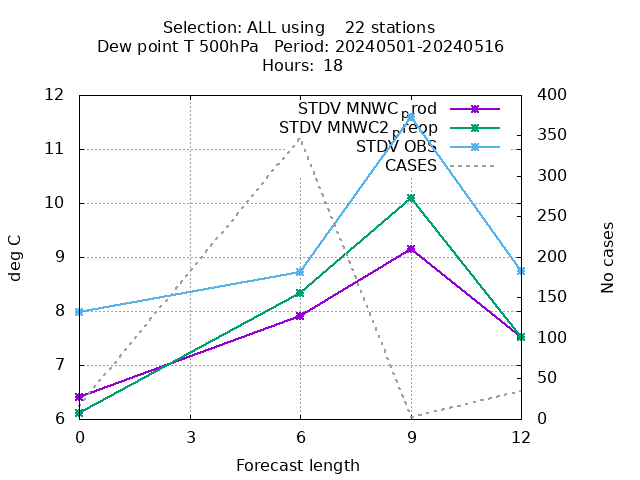 Selection: ALL using    22 stations
Dew point T 500hPa   Period: 20240501-20240516
Hours: 18
STDV MNWC_prod
STDV MNWC2_preop
STDV OBS
CASES
12
11
10
9
8
7
6
400
350
300
250
200
150
100
50
0
deg C
No cases
0 3 6 9 12
Forecast length